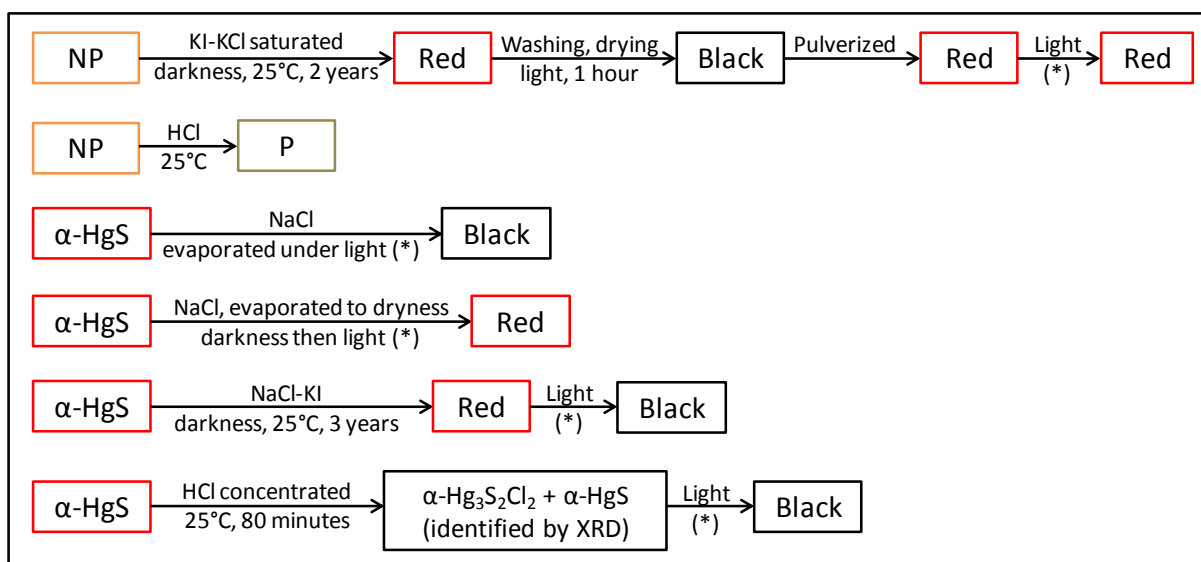 NP
KI-KCl saturated
darkness, 25°C, 2 years
Red
Washing, drying
light, 1 hour
Black
Pulverized
Red
Light
(*)
Red
NP
HCl
25°C
P
α-HgS
NaCl
evaporated under light (*)
Black
α-HgS
NaCl, evaporated to dryness
darkness then light (*)
Red
α-HgS
NaCl-KI
darkness, 25°C, 3 years
Red
Light
(*)
Black
α-HgS
HCl concentrated
25°C, 80 minutes
α-Hg₃S₂Cl₂ + α-HgS
(identified by XRD)
Light
(*)
Black